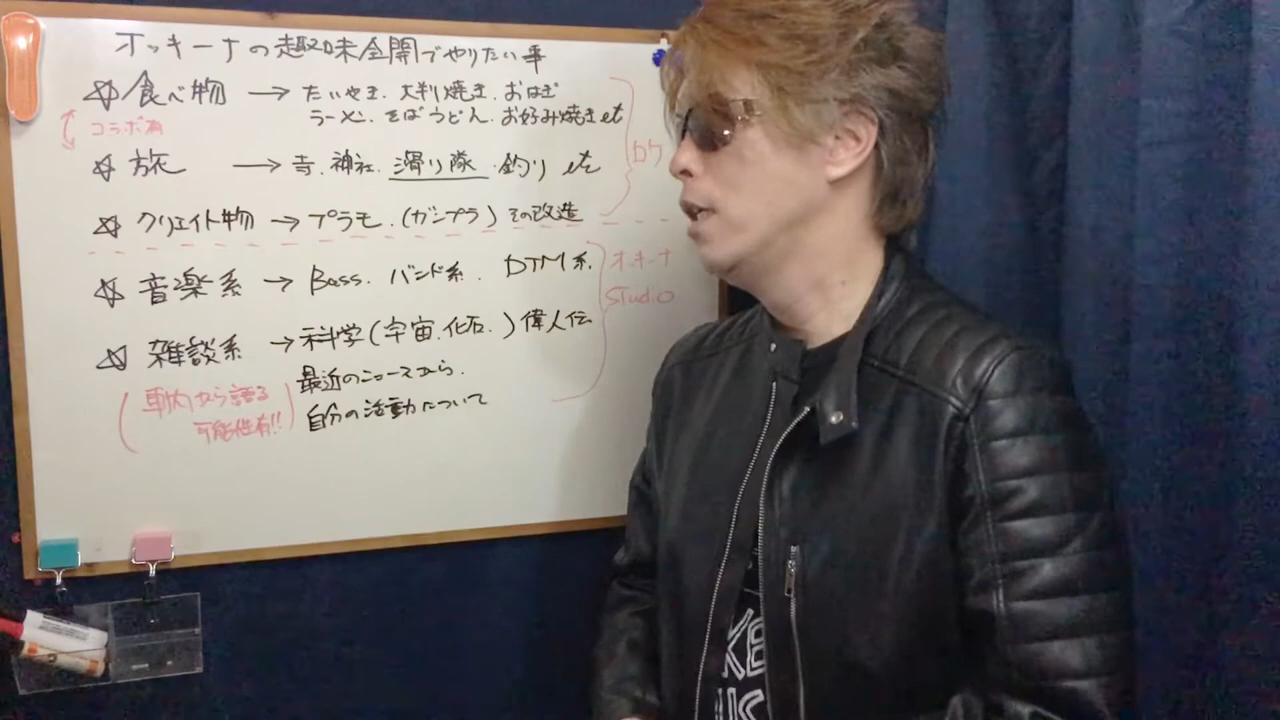 オッキーナの趣味全開でやりたい事
☆食べ物 → たいやき、大判焼き、おはぎ
ラーメン、そばうどん、お好み焼きetc
コラボ有
☆旅 → 寺、神社、滑り隊、釣り etc
ロケ
☆クリエイト物 → プラモ、(ガンプラ) その改造
☆音楽系 → Bass、バンド系、DTM系
オッキーナ
STudio
☆雑談系 → 科学(宇宙、化石、)偉人伝
最近のニュースから、
自分の活動について
(車内から語る
可能性有!!)